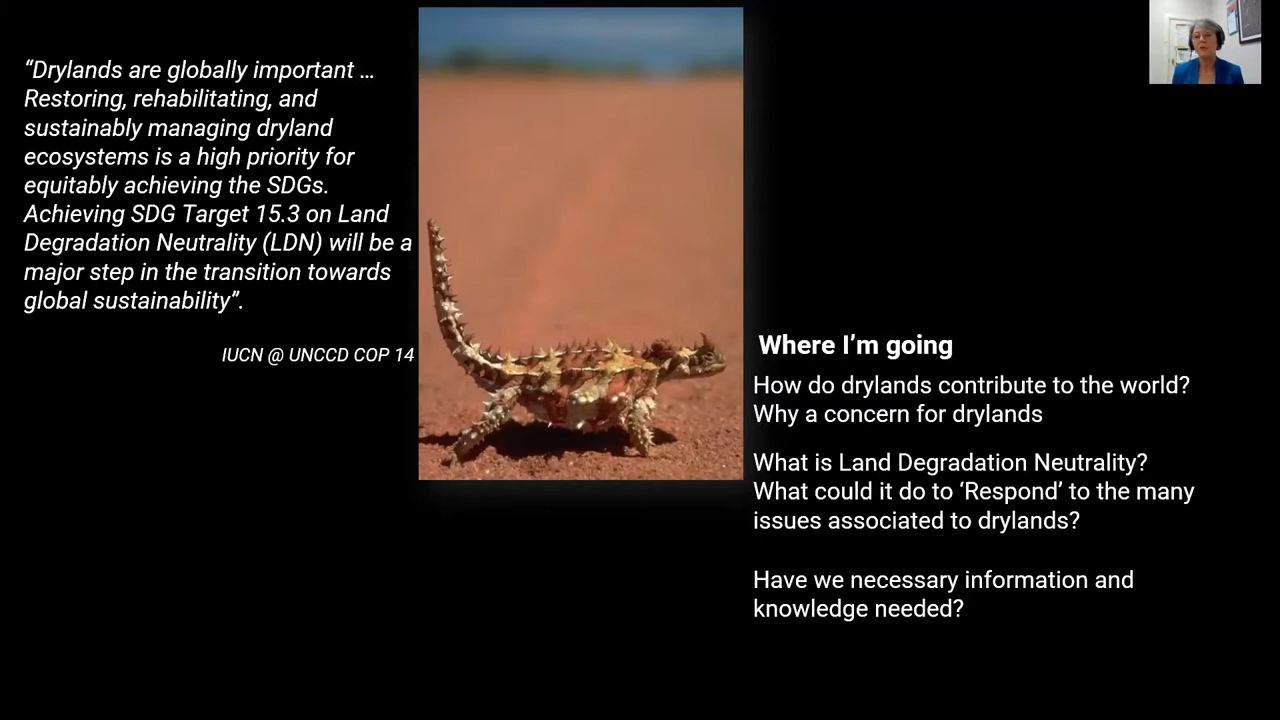 “Drylands are globally important ...
Restoring, rehabilitating, and
sustainably managing dryland
ecosystems is a high priority for
equitably achieving the SDGs.
Achieving SDG Target 15.3 on Land
Degradation Neutrality (LDN) will be a
major step in the transition towards
global sustainability”.
IUCN @ UNCCD COP 14
Where I’m going
How do drylands contribute to the world?
Why a concern for drylands
What is Land Degradation Neutrality?
What could it do to ‘Respond’ to the many
issues associated to drylands?
Have we necessary information and
knowledge needed?